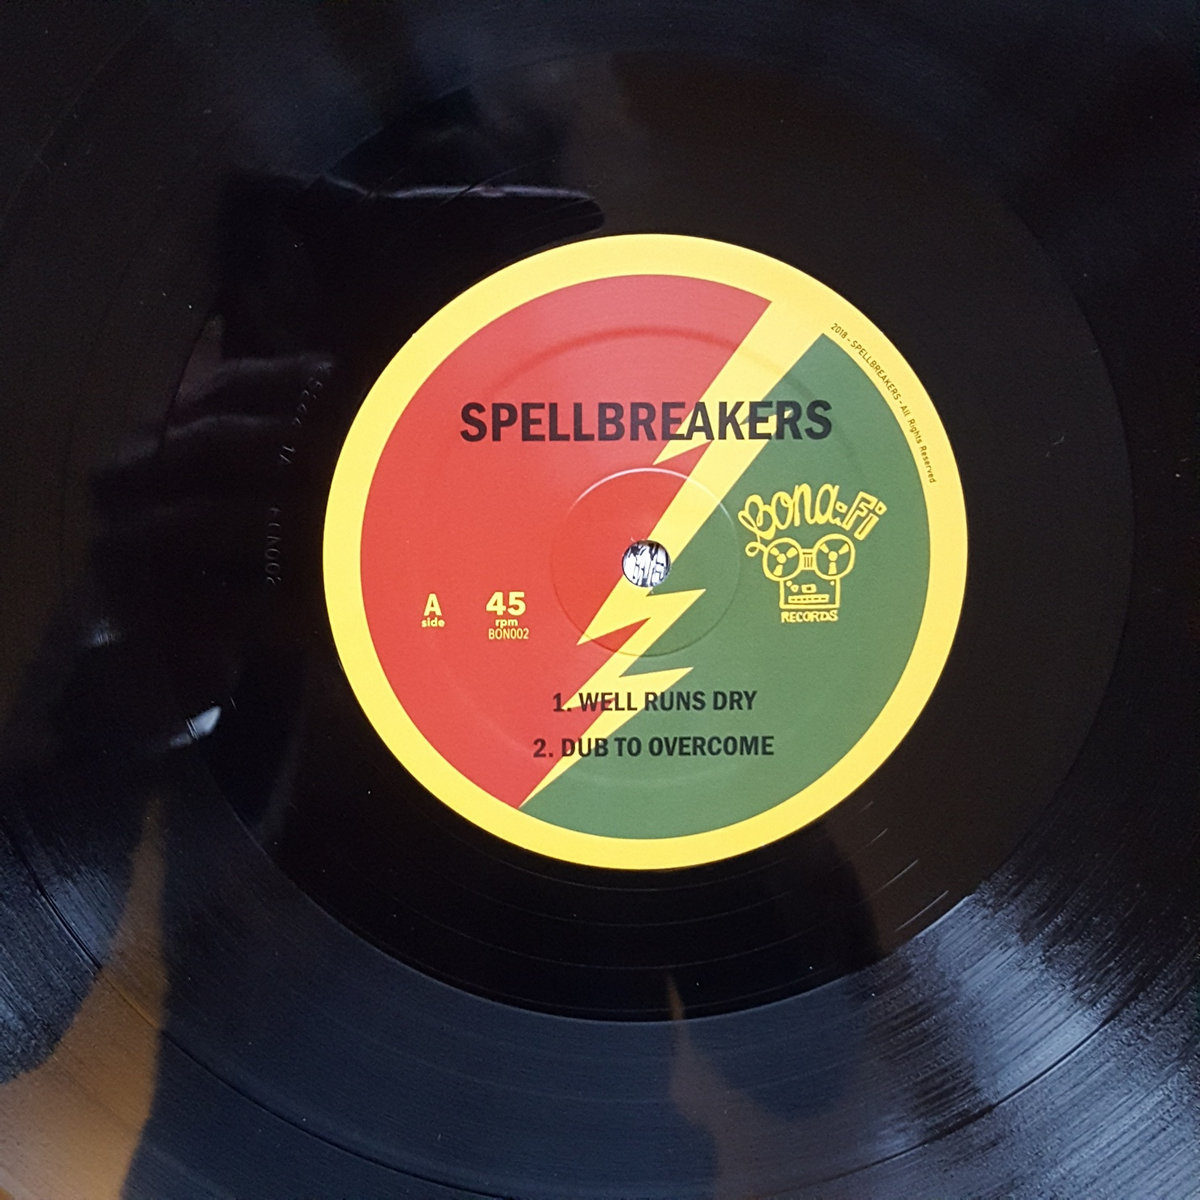 2018 - SPELLBREAKERS - All Rights Reserved
SPELLBREAKERS
Bona-Fi
RECORDS
A
side
45
rpm
BON002
1. WELL RUNS DRY
2. DUB TO OVERCOME